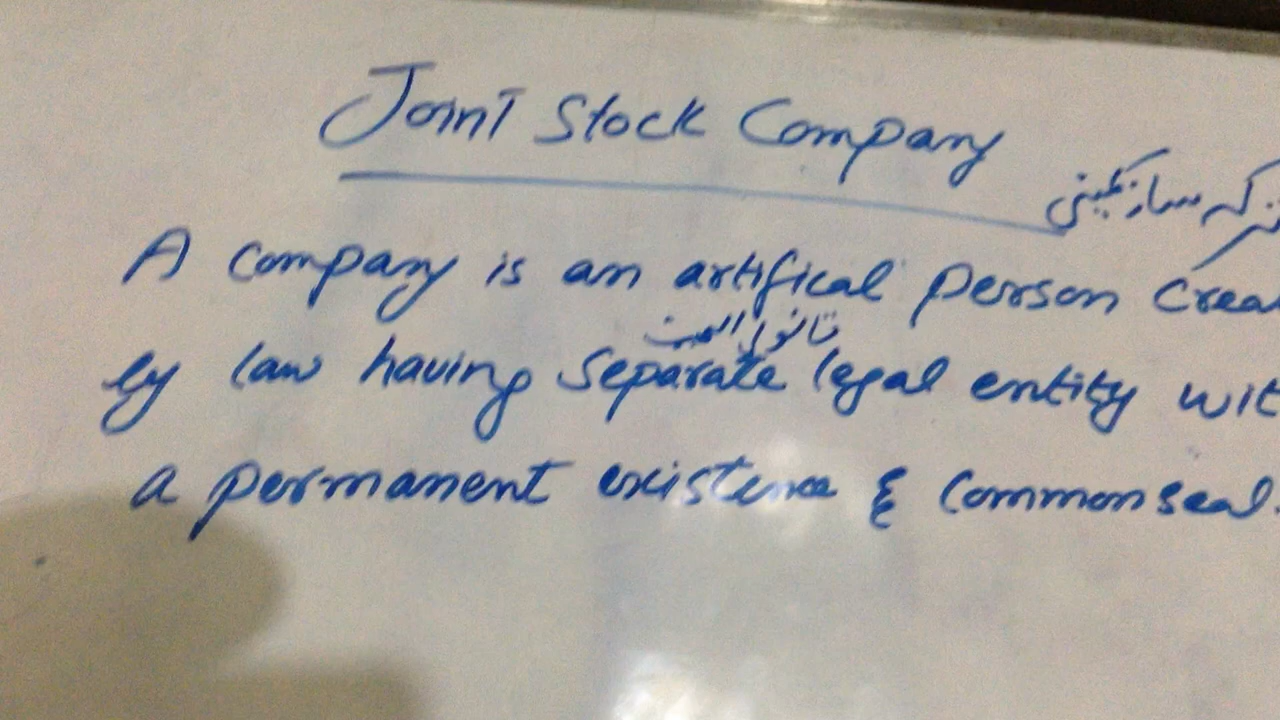 Joint Stock Company
کمپنی
A company is an artifical person Crea
by law having separate legal entity wit
a permanent existence & Common seal.